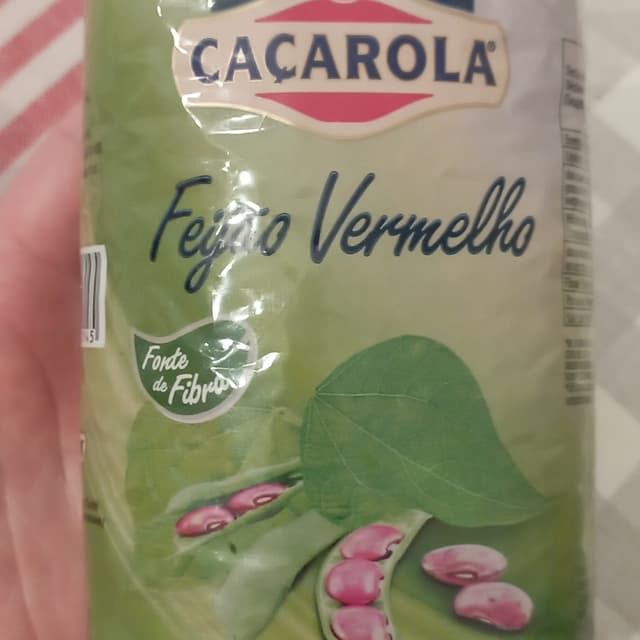 CAÇAROLA®
Feijão Vermelho
Fonte
de Fibra